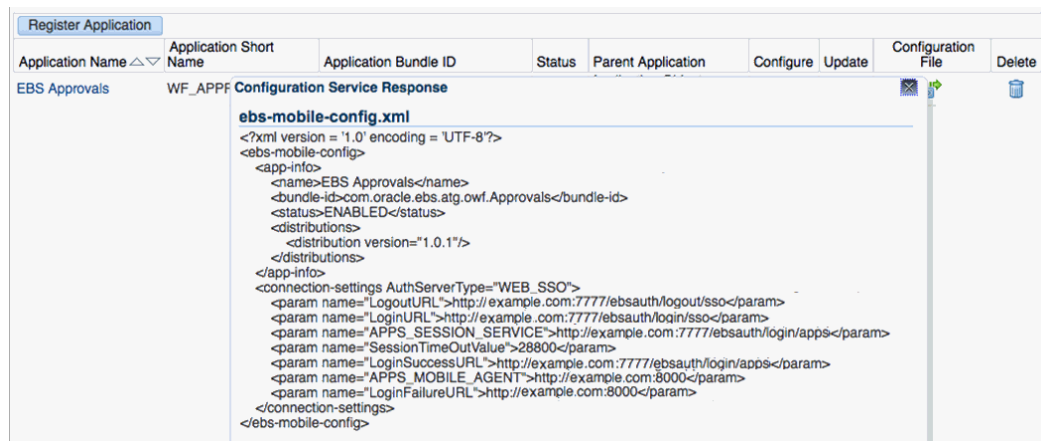 Register Application
Application Name
Application Short Name
Application Bundle ID
Status
Parent Application
Configure
Update
Configuration File
Delete
EBS Approvals
Configuration Service Response
ebs-mobile-config.xml
<?xml version = '1.0' encoding = 'UTF-8'?>
<ebs-mobile-config>
<app-info>
<name>EBS Approvals</name>
<bundle-id>com.oracle.ebs.atg.owf.Approvals</bundle-id>
<status>ENABLED</status>
<distributions>
<distribution version="1.0.1"/>
</distributions>
</app-info>
<connection-settings AuthServerType="WEB_SSO">
<param name="LogoutURL">http://example.com:7777/ebsauth/logout/sso</param>
<param name="LoginURL">http://example.com:7777/ebsauth/login/sso</param>
<param name="APPS_SESSION_SERVICE">http://example.com:7777/ebsauth/login/apps</param>
<param name="SessionTimeOutValue">28800</param>
<param name="LoginSuccessURL">http://example.com:7777/ebsauth/login/apps</param>
<param name="APPS_MOBILE_AGENT">http://example.com:8000</param>
<param name="LoginFailureURL">http://example.com:8000</param>
</connection-settings>
</ebs-mobile-config>